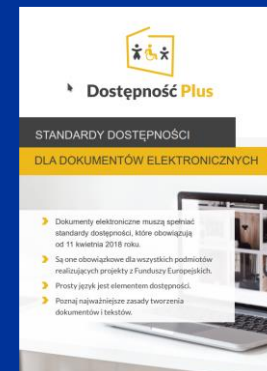 Dostępność Plus
STANDARDY DOSTĘPNOŚCI
DLA DOKUMENTÓW ELEKTRONICZNYCH
Dokumenty elektroniczne muszą spełniać
standardy dostępności, które obowiązują
od 11 kwietnia 2018 roku.
Są one obowiązkowe dla wszystkich podmiotów
realizujących projekty z Funduszy Europejskich.
Prosty język jest elementem dostępności.
Poznaj najważniejsze zasady tworzenia
dokumentów i tekstów.